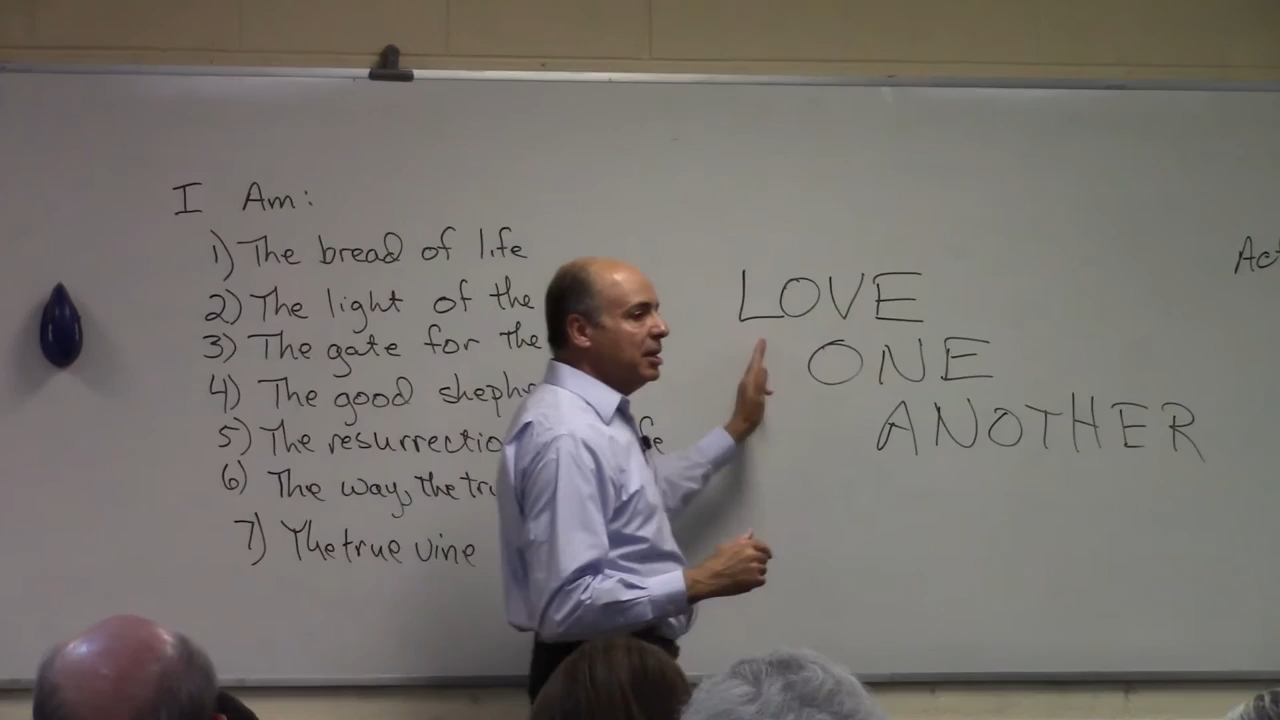 I Am:
1) The bread of life
2) The light of the
3) The gate for the
4) The good
5) The
6) The way, the
7) The true vine
LOVE
ONE
ANOTHER